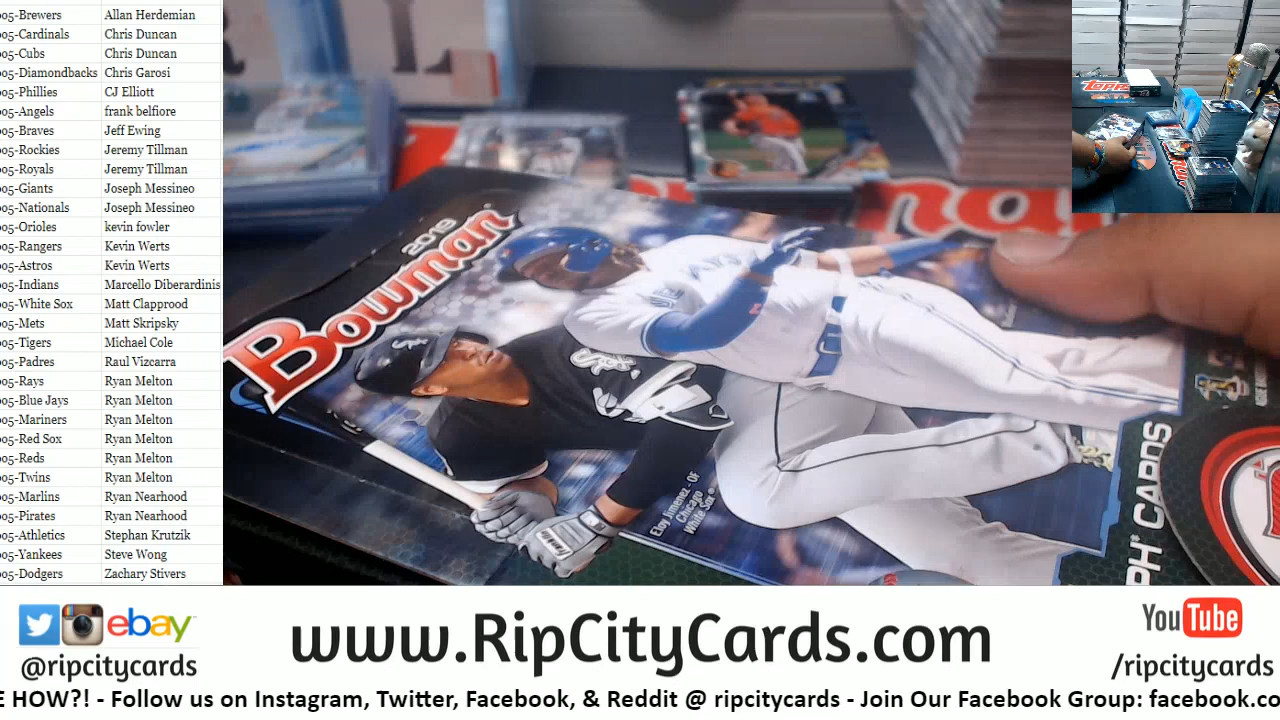 005-Brewers Allan Herdemian
005-Cardinals Chris Duncan
005-Cubs Chris Duncan
005-Diamondbacks Chris Garosi
005-Phillies CJ Elliott
005-Angels frank belfiore
005-Braves Jeff Ewing
005-Rockies Jeremy Tillman
005-Royals Jeremy Tillman
005-Giants Joseph Messineo
005-Nationals Joseph Messineo
005-Orioles kevin fowler
005-Rangers Kevin Werts
005-Astros Kevin Werts
005-Indians Marcello Diberardinis
005-White Sox Matt Clapprood
005-Mets Matt Skripsky
005-Tigers Michael Cole
005-Padres Raul Vizcarra
005-Rays Ryan Melton
005-Blue Jays Ryan Melton
005-Mariners Ryan Melton
005-Red Sox Ryan Melton
005-Reds Ryan Melton
005-Twins Ryan Melton
005-Marlins Ryan Nearhood
005-Pirates Ryan Nearhood
005-Athletics Stephan Krutzik
005-Yankees Steve Wong
005-Dodgers Zachary Stivers
2018
Bowman
Sox
Eloy Jimenez - OF
Chicago
White Sox®
PH* CARDS
TOPPS
ebay
@ripcitycards
www.RipCityCards.com
YouTube
/ripcitycards
E HOW?! - Follow us on Instagram, Twitter, Facebook, & Reddit @ ripcitycards - Join Our Facebook Group: facebook.co